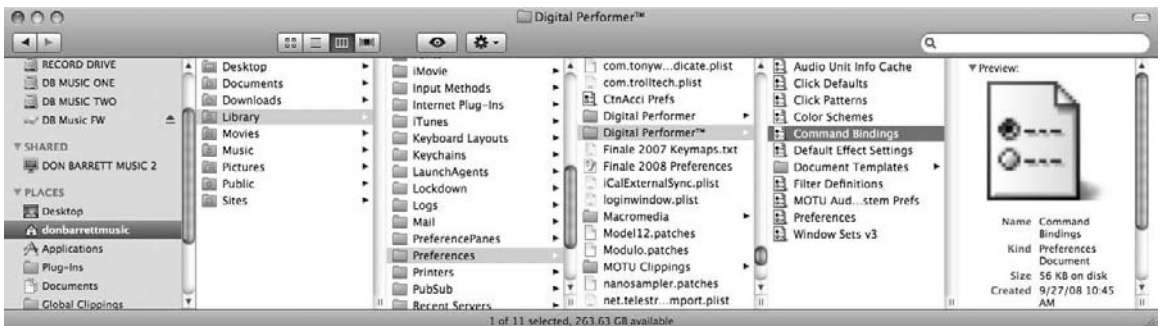 Digital Performer™
RECORD DRIVE
DB MUSIC ONE
DB MUSIC TWO
DB Music FW
▼ SHARED
DON BARRETT MUSIC 2
▼ PLACES
Desktop
donbarrettmusic
Applications
Plug-Ins
Documents
Global Clippings
Desktop
Documents
Downloads
Library
Movies
Music
Pictures
Public
Sites
iMovie
Input Methods
Internet Plug-Ins
iTunes
Keyboard Layouts
Keychains
LaunchAgents
Lockdown
Logs
Mail
PreferencePanes
Preferences
Printers
PubSub
Recent Servers
com.tonyw...dicate.plist
com.trolltech.plist
CtnAcci Prefs
Digital Performer
Digital Performer™
Finale 2007 Keymaps.txt
Finale 2008 Preferences
iCalExternalSync.plist
loginwindow.plist
Macromedia
Model12.patches
Modulo.patches
MOTU Clippings
nanosampler.patches
net.telestr...mport.plist
Audio Unit Info Cache
Click Defaults
Click Patterns
Color Schemes
Command Bindings
Default Effect Settings
Document Templates
Filter Definitions
MOTU Aud...stem Prefs
Preferences
Window Sets v3
▼ Preview:
Name Command
Bindings
Kind Preferences
Document
Size 56 KB on disk
Created 9/27/08 10:45
AM
1 of 11 selected, 263.63 GB available